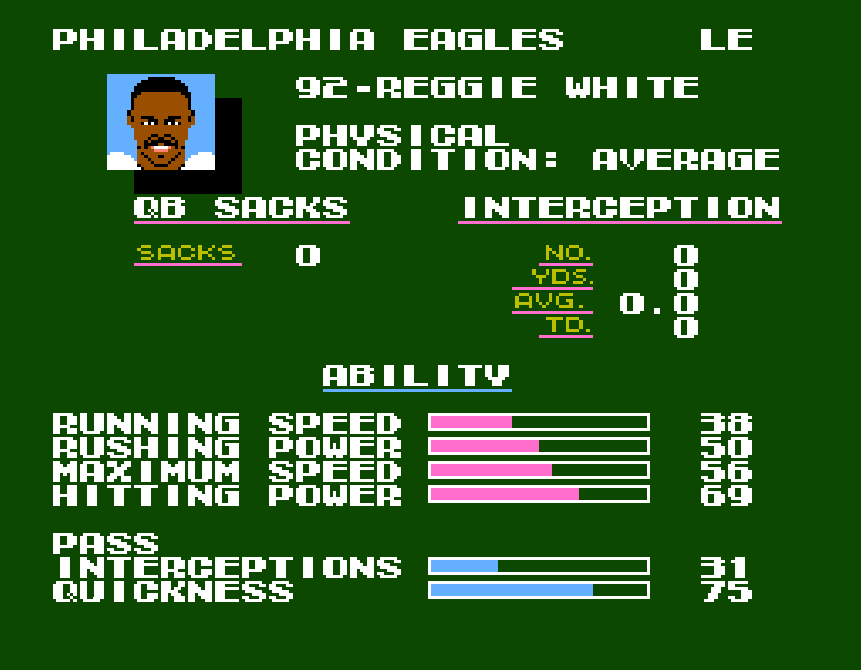 PHILADELPHIA EAGLES LE
92-REGGIE WHITE
PHYSICAL
CONDITION: AVERAGE
QB SACKS INTERCEPTION
SACKS 0 NO. 0
YDS. 0
AVG. 0.0
TD. 0
ABILITY
RUNNING SPEED 38
RUSHING POWER 50
MAXIMUM SPEED 56
HITTING POWER 69
PASS
INTERCEPTIONS 31
QUICKNESS 75